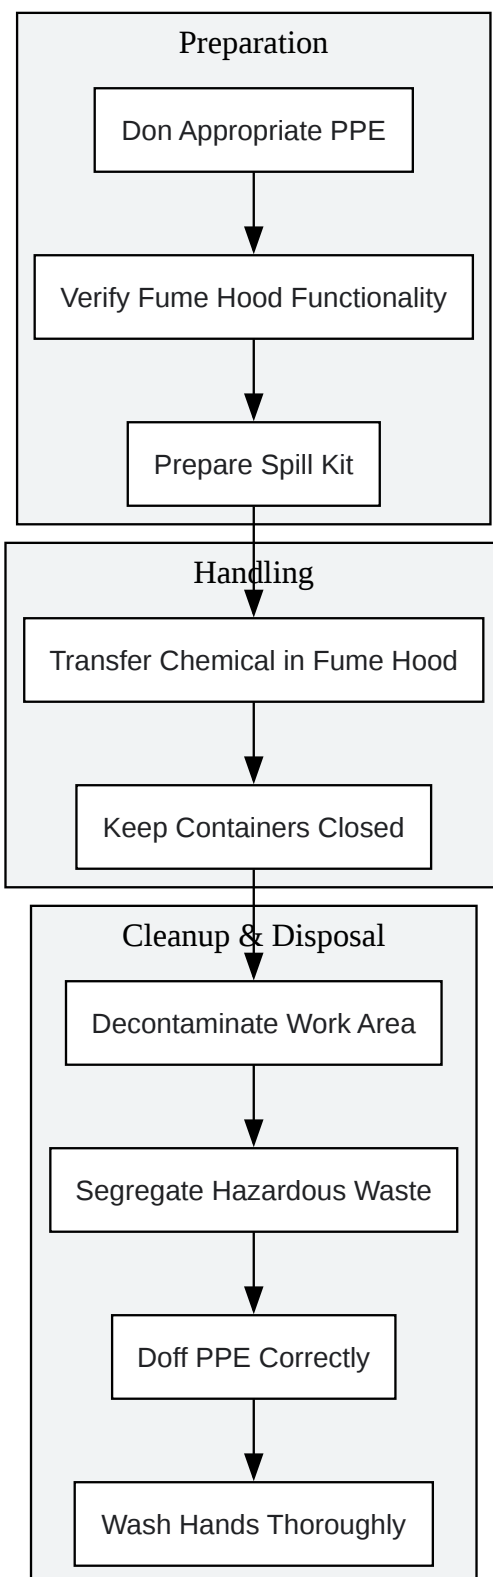 Preparation
Don Appropriate PPE
Verify Fume Hood Functionality
Prepare Spill Kit
Handling
Transfer Chemical in Fume Hood
Keep Containers Closed
Cleanup & Disposal
Decontaminate Work Area
Segregate Hazardous Waste
Doff PPE Correctly
Wash Hands Thoroughly